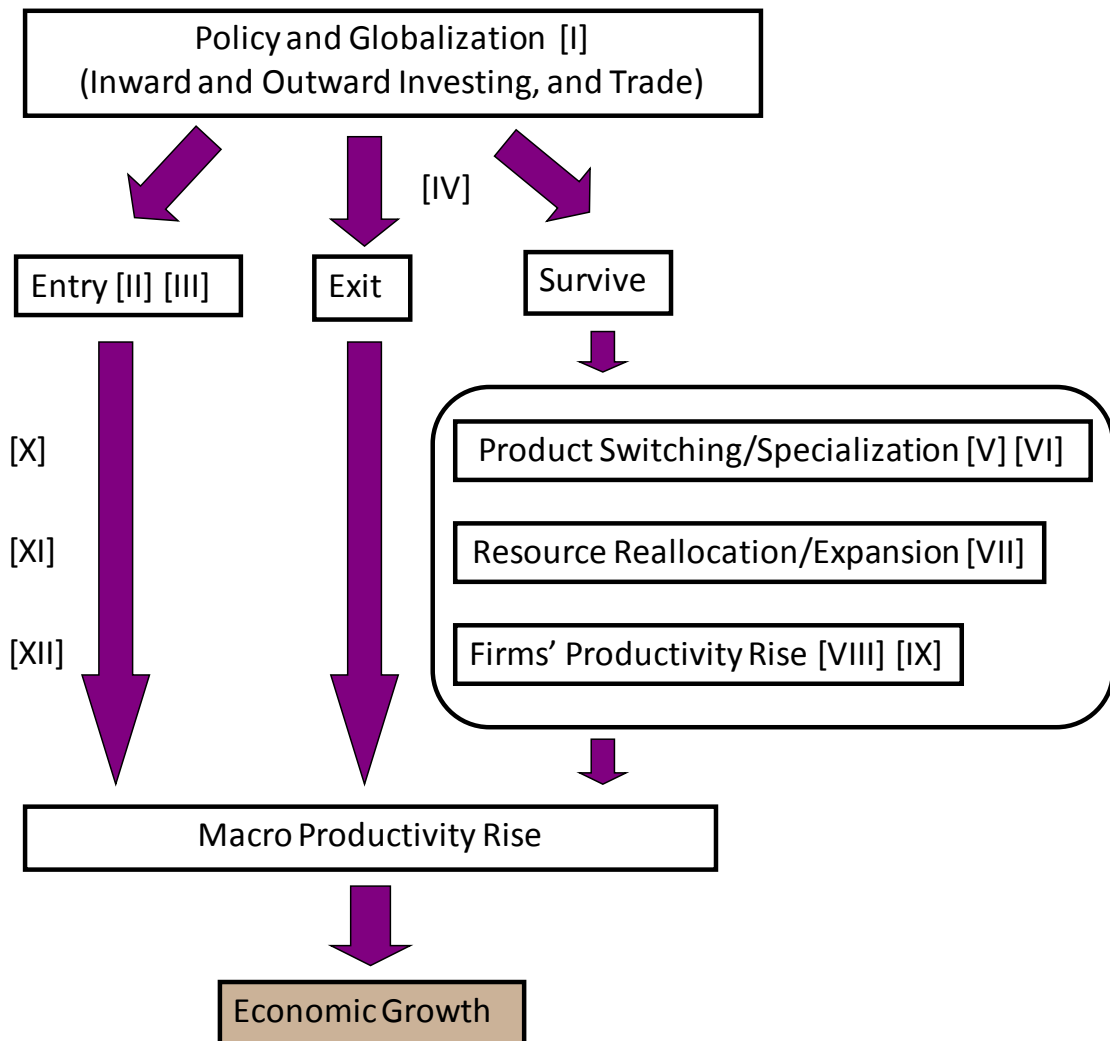 Policy and Globalization [I]
(Inward and Outward Investing, and Trade)
[IV]
Entry [II] [III]
Exit
Survive
[X]
Product Switching/Specialization [V] [VI]
[XI]
Resource Reallocation/Expansion [VII]
[XII]
Firms’ Productivity Rise [VIII] [IX]
Macro Productivity Rise
Economic Growth